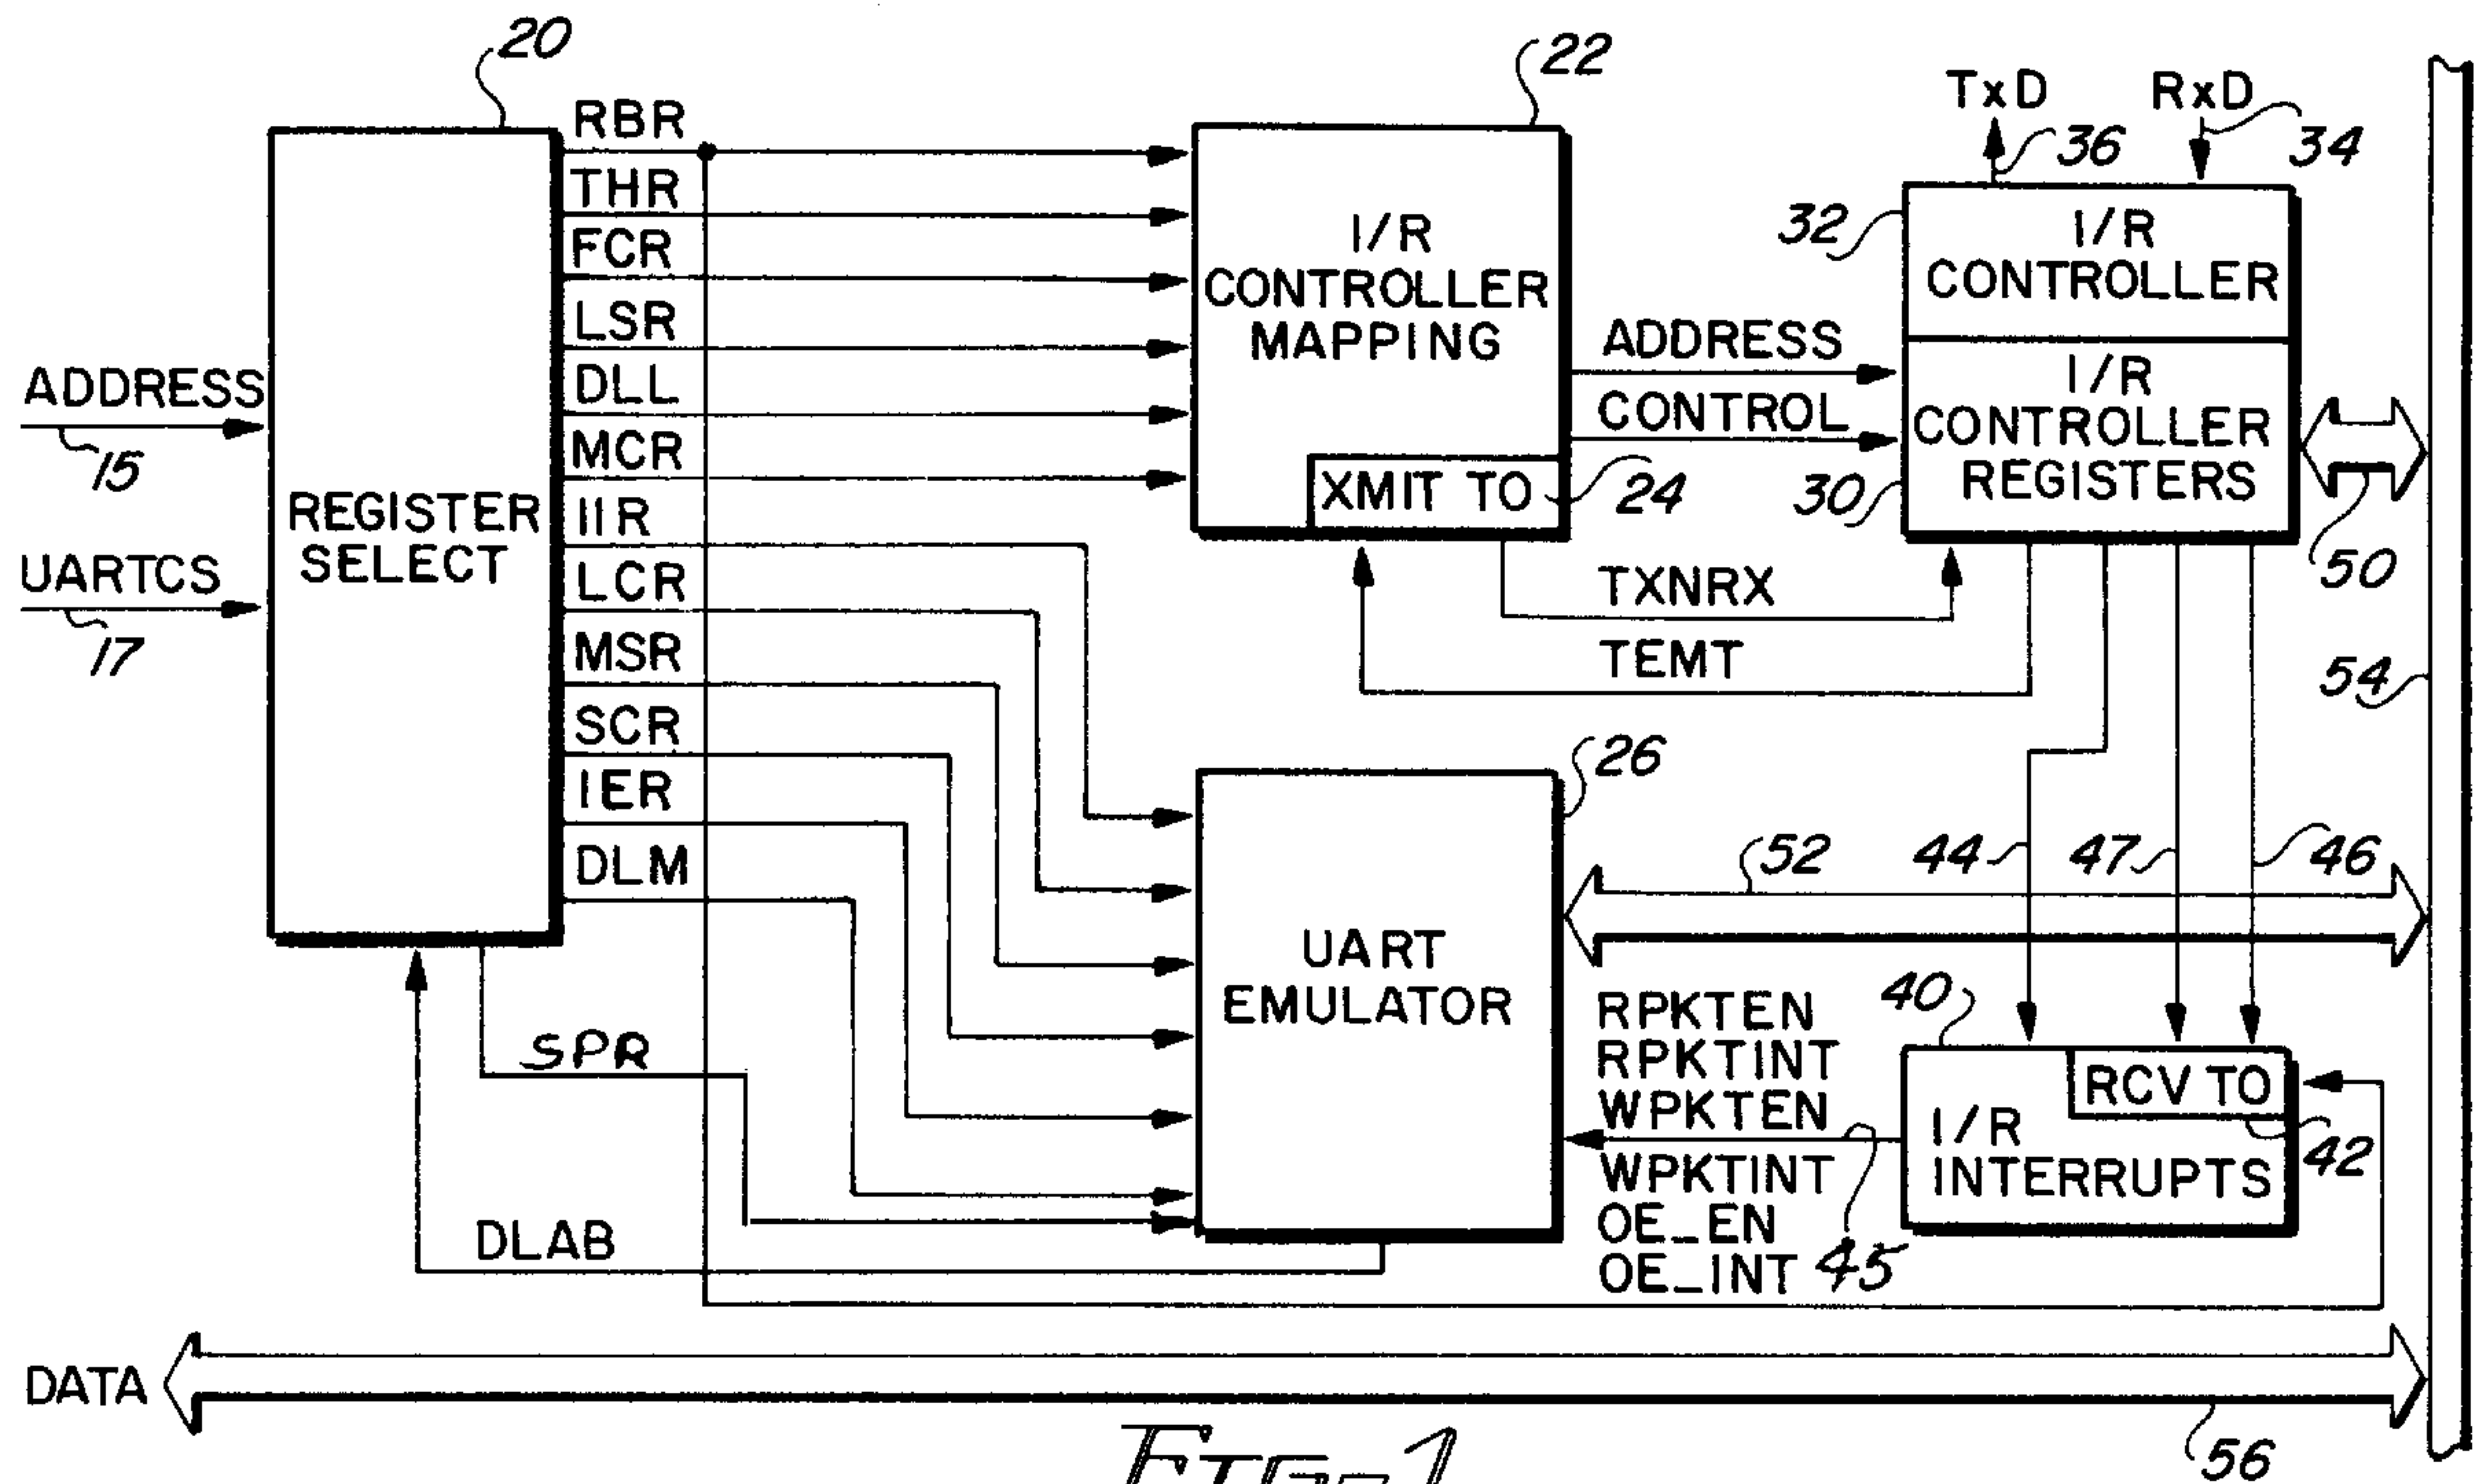 20
RBR
THR
FCR
LSR
DLL
MCR
IIR
LCR
MSR
SCR
IER
DLM
ADDRESS
15
UARTCS
17
REGISTER
SELECT
SPR
DLAB
22
I/R
CONTROLLER
MAPPING
XMIT TO
24
ADDRESS
CONTROL
TXNRX
TEMT
TxD
RxD
36
34
32
I/R
CONTROLLER
30
I/R
CONTROLLER
REGISTERS
50
54
26
UART
EMULATOR
52
44
47
46
40
RPKTEN
RPKTINT
WPKTEN
WPKTINT
OE_EN
OE_INT
45
RCV TO
42
I/R
INTERRUPTS
DATA
56
FIG-1